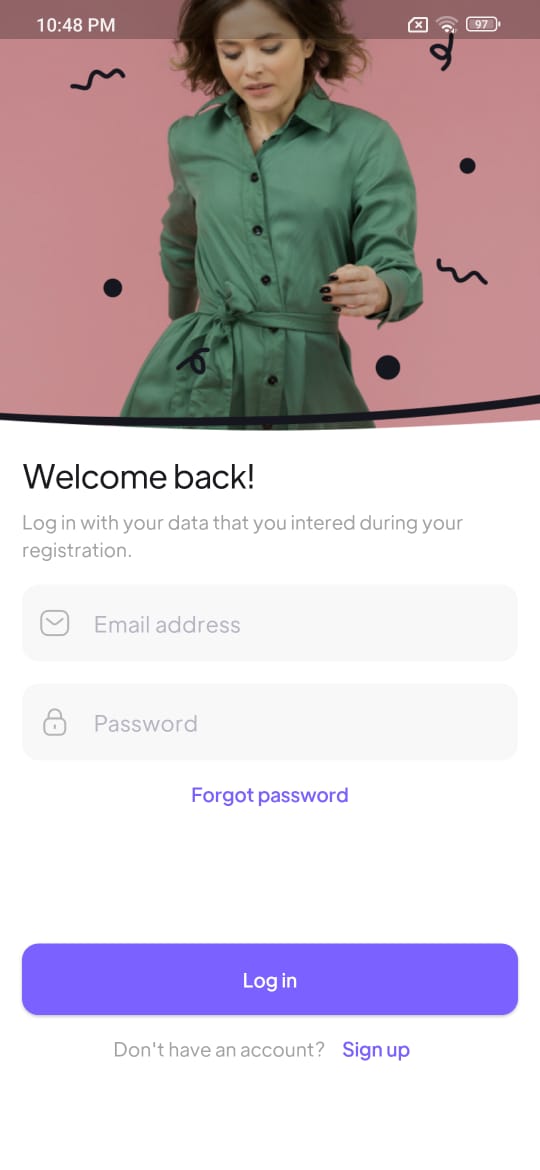 10:48 PM
97
Welcome back!
Log in with your data that you intered during your
registration.
Email address
Password
Forgot password
Log in
Don't have an account? Sign up